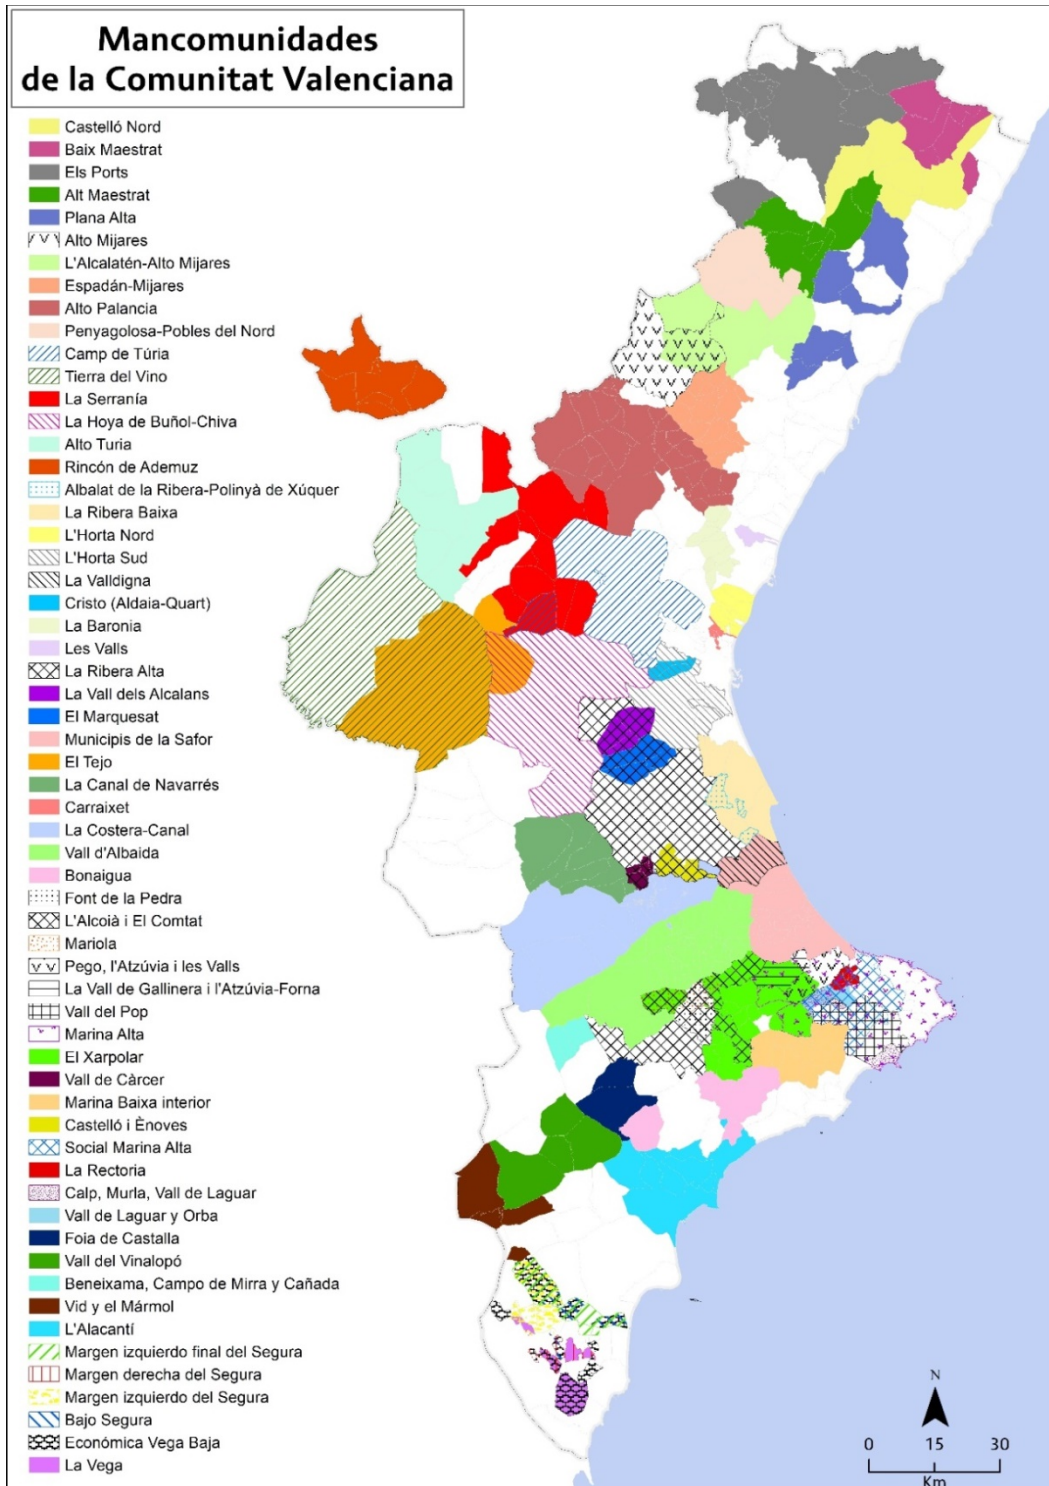 Mancomunidades
de la Comunitat Valenciana
Castelló Nord
Baix Maestrat
Els Ports
Alt Maestrat
Plana Alta
Alto Mijares
L'Alcalatén-Alto Mijares
Espadán-Mijares
Alto Palancia
Penyagolosa-Pobles del Nord
Camp de Túria
Tierra del Vino
La Serranía
La Hoya de Buñol-Chiva
Alto Turia
Rincón de Ademuz
Albalat de la Ribera-Polinyà de Xúquer
La Ribera Baixa
L'Horta Nord
L'Horta Sud
La Valldigna
Cristo (Aldaia-Quart)
La Baronia
Les Valls
La Ribera Alta
La Vall dels Alcalans
El Marquesat
Municipis de la Safor
El Tejo
La Canal de Navarrés
Carraixet
La Costera-Canal
Vall d'Albaida
Bonaigua
Font de la Pedra
L'Alcoià i El Comtat
Mariola
Pego, l'Atzúvia i les Valls
La Vall de Gallinera i l'Atzúvia-Forna
Vall del Pop
Marina Alta
El Xarpolar
Vall de Càrcer
Marina Baixa interior
Castelló i Ènoves
Social Marina Alta
La Rectoria
Calp, Murla, Vall de Laguar
Vall de Laguar y Orba
Foia de Castalla
Vall del Vinalopó
Beneixama, Campo de Mirra y Cañada
Vid y el Mármol
L'Alacantí
Margen izquierdo final del Segura
Margen derecha del Segura
Margen izquierdo del Segura
Bajo Segura
Económica Vega Baja
La Vega
N
0 15 30
Km